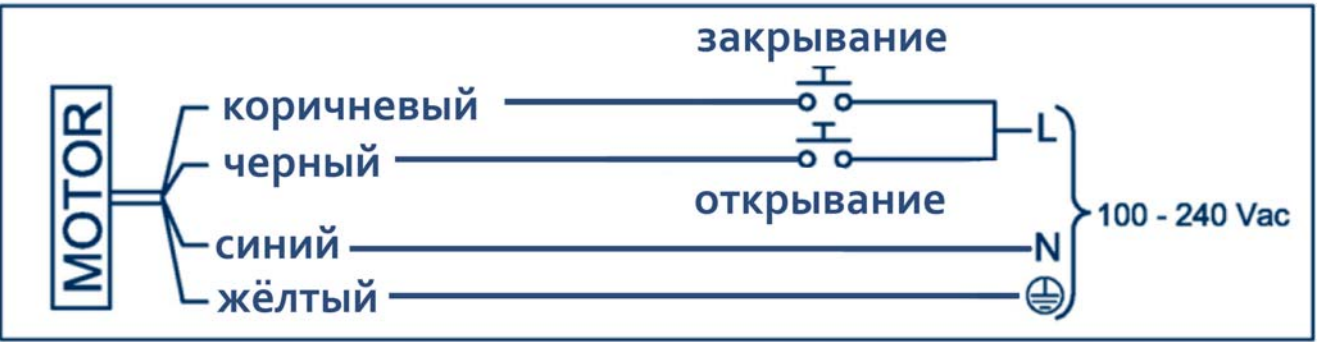 закрывание
MOTOR
коричневый
L
черный
открывание
100 - 240 Vac
синий
N
жёлтый